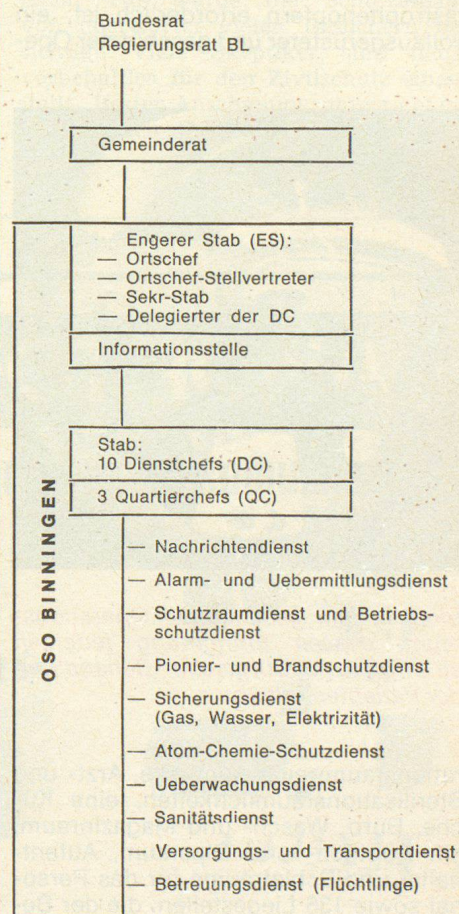 Bundesrat
Regierungsrat BL
Gemeinderat
Engerer Stab (ES):
— Ortschef
— Ortschef-Stellvertreter
— Sekr-Stab
— Delegierter der DC
Informationsstelle
Stab:
10 Dienstchefs (DC)
3 Quartierchefs (QC)
OSO BINNINGEN
— Nachrichtendienst
— Alarm- und Uebermittlungsdienst
— Schutzraumdienst und Betriebs-
schutzdienst
— Pionier- und Brandschutzdienst
— Sicherungsdienst
(Gas, Wasser, Elektrizität)
— Atom-Chemie-Schutzdienst
— Ueberwachungsdienst
— Sanitätsdienst
— Versorgungs- und Transportdienst
— Betreuungsdienst (Flüchtlinge)